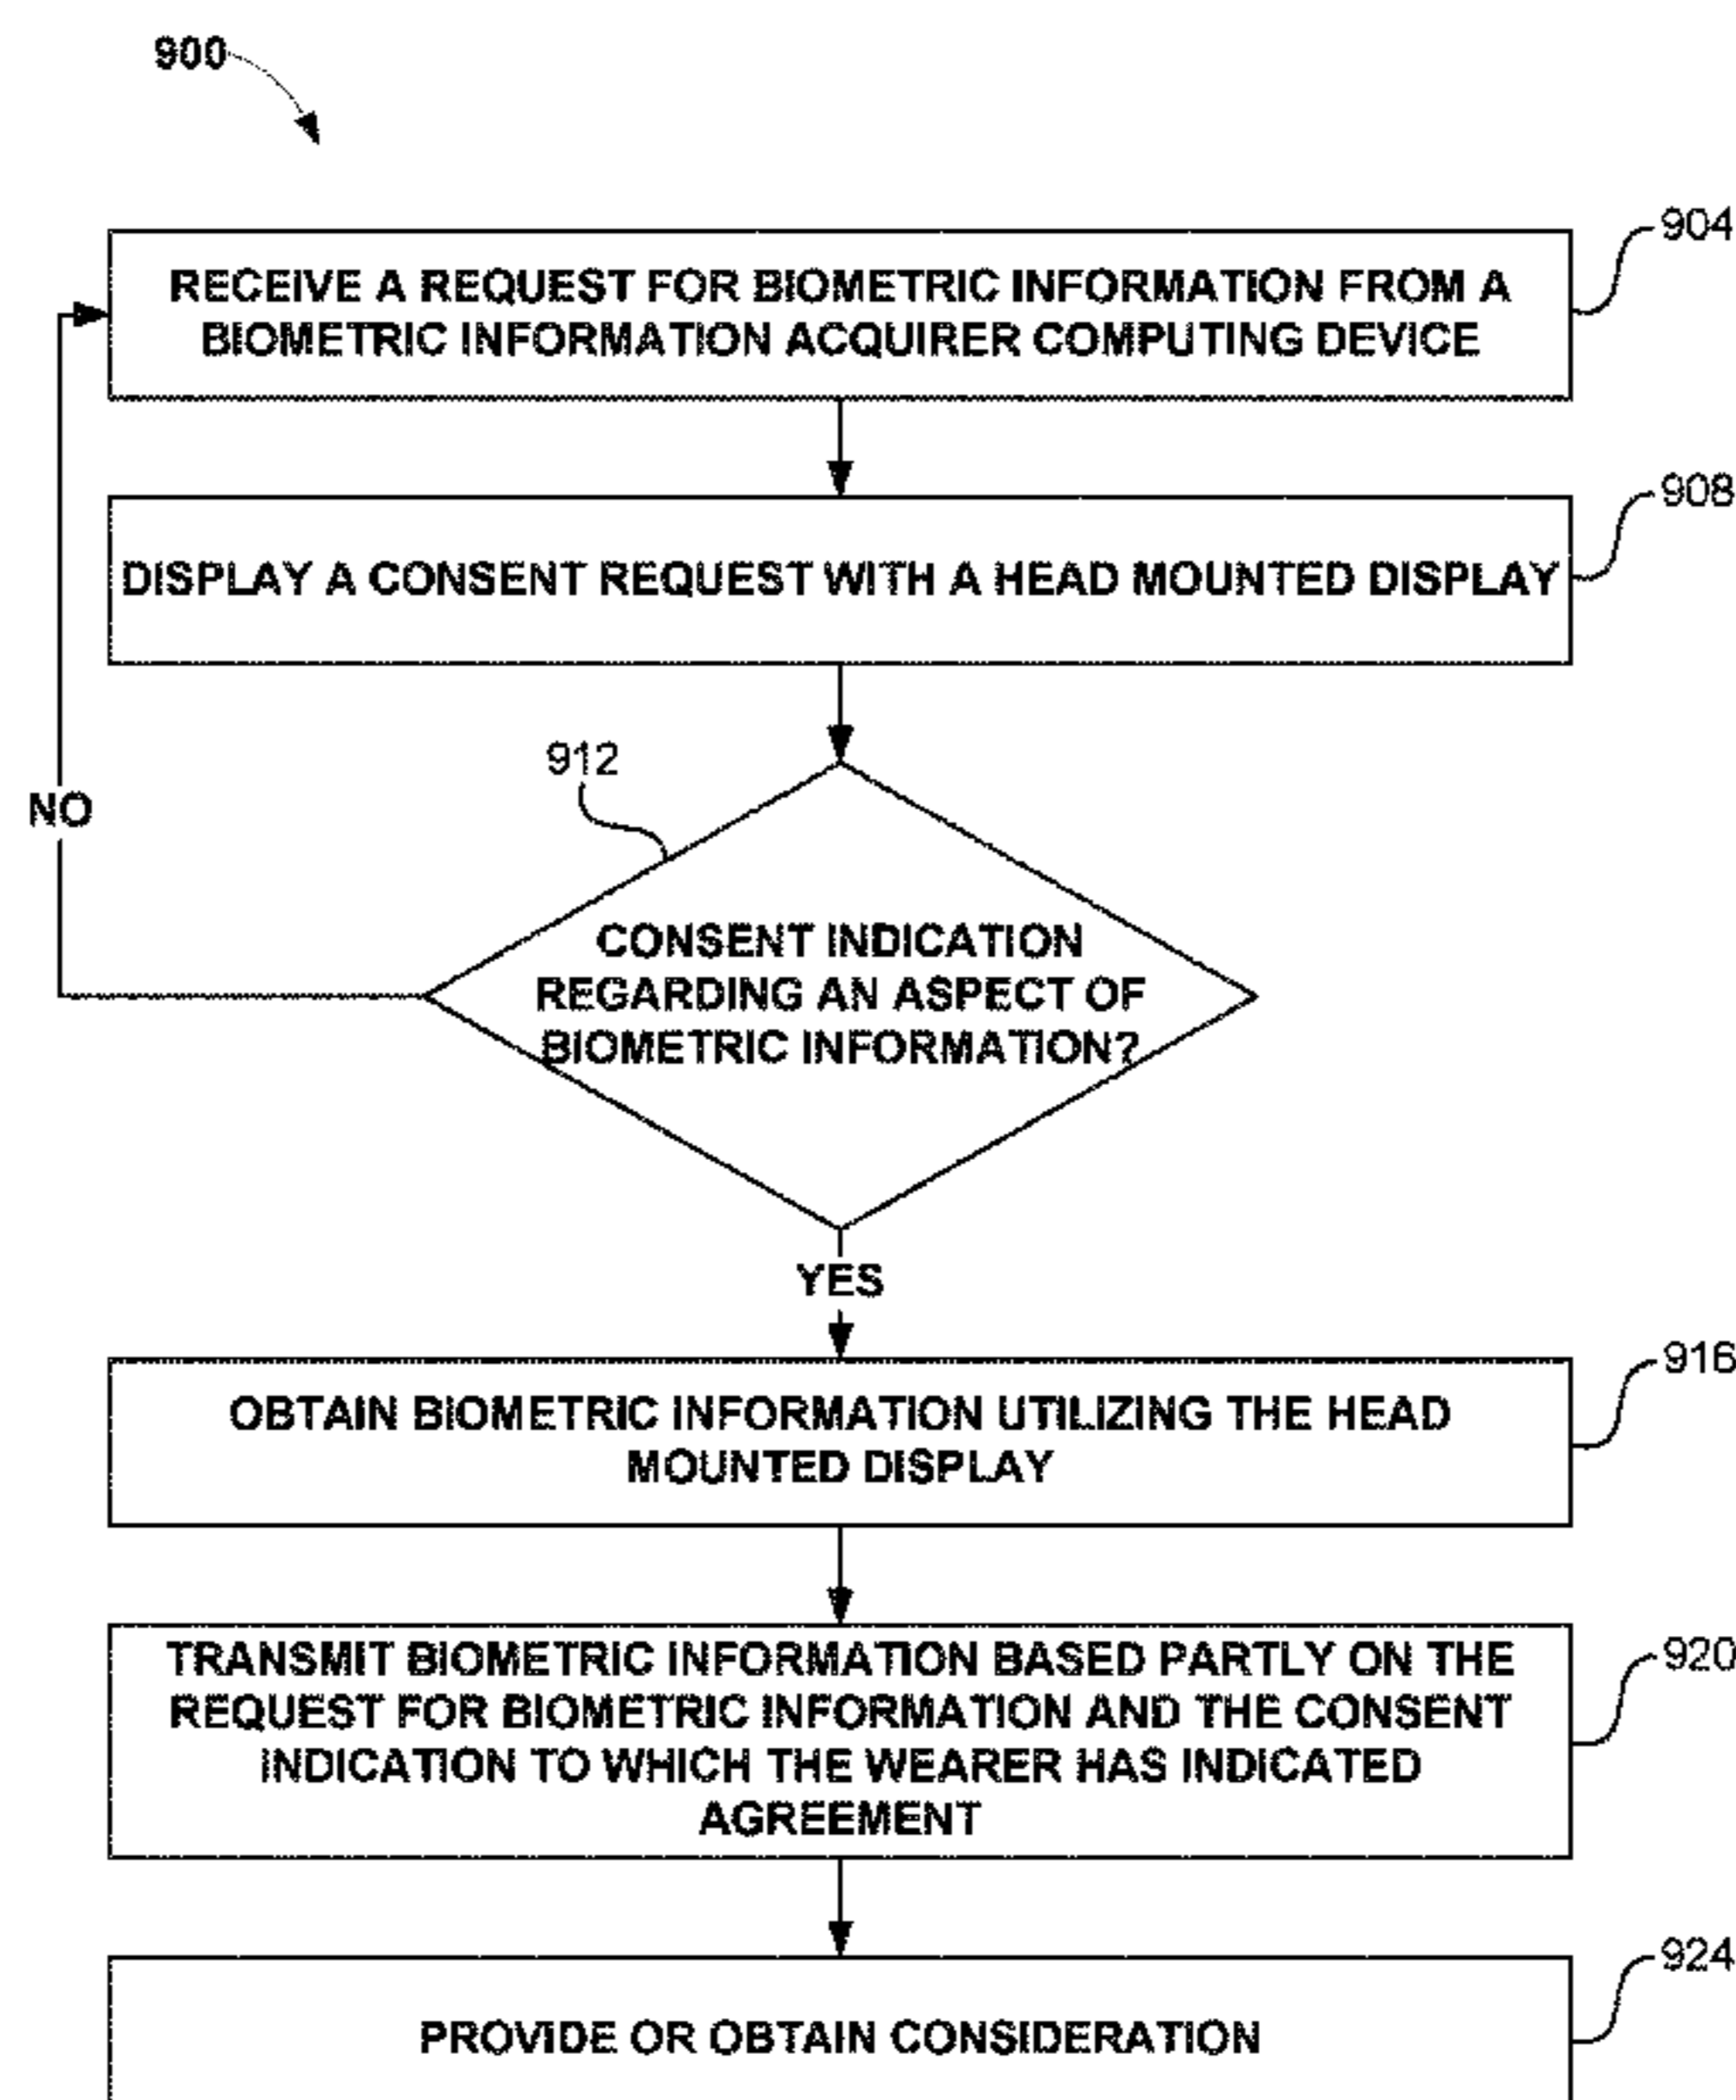 900
904
RECEIVE A REQUEST FOR BIOMETRIC INFORMATION FROM A
BIOMETRIC INFORMATION ACQUIRER COMPUTING DEVICE
908
DISPLAY A CONSENT REQUEST WITH A HEAD MOUNTED DISPLAY
912
NO
CONSENT INDICATION
REGARDING AN ASPECT OF
BIOMETRIC INFORMATION?
YES
916
OBTAIN BIOMETRIC INFORMATION UTILIZING THE HEAD
MOUNTED DISPLAY
920
TRANSMIT BIOMETRIC INFORMATION BASED PARTLY ON THE
REQUEST FOR BIOMETRIC INFORMATION AND THE CONSENT
INDICATION TO WHICH THE WEARER HAS INDICATED
AGREEMENT
924
PROVIDE OR OBTAIN CONSIDERATION